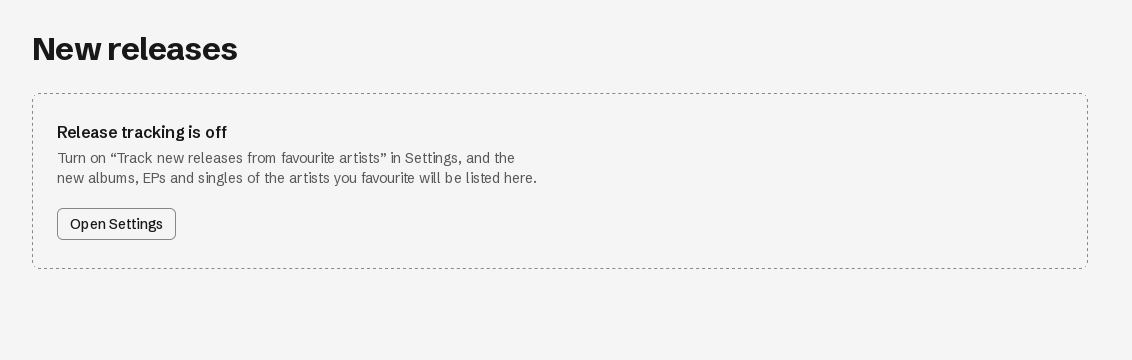 New releases
Release tracking is off
Turn on “Track new releases from favourite artists” in Settings, and the
new albums, EPs and singles of the artists you favourite will be listed here.
Open Settings